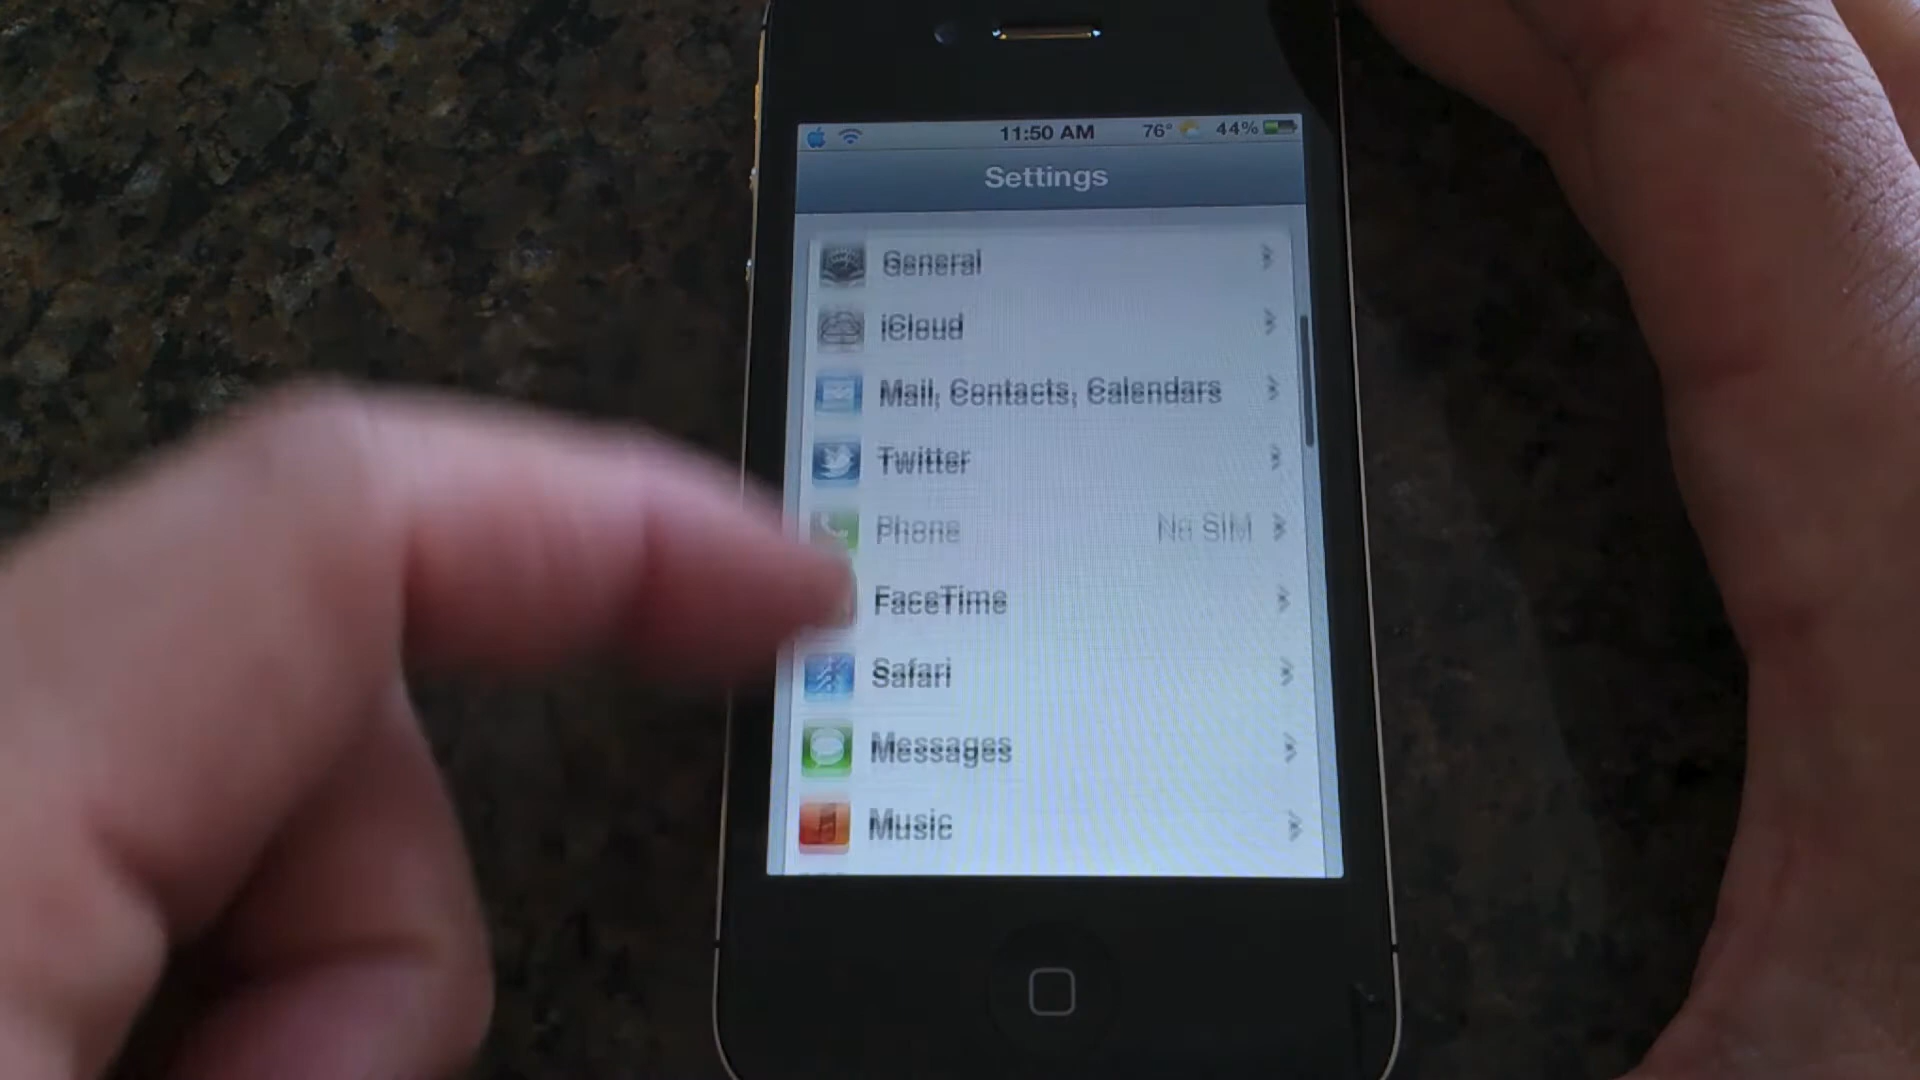 11:50 AM 76° 44%
Settings
General
iCloud
Mail, Contacts, Calendars
Twitter
Phone No SIM
FaceTime
Safari
Messages
Music